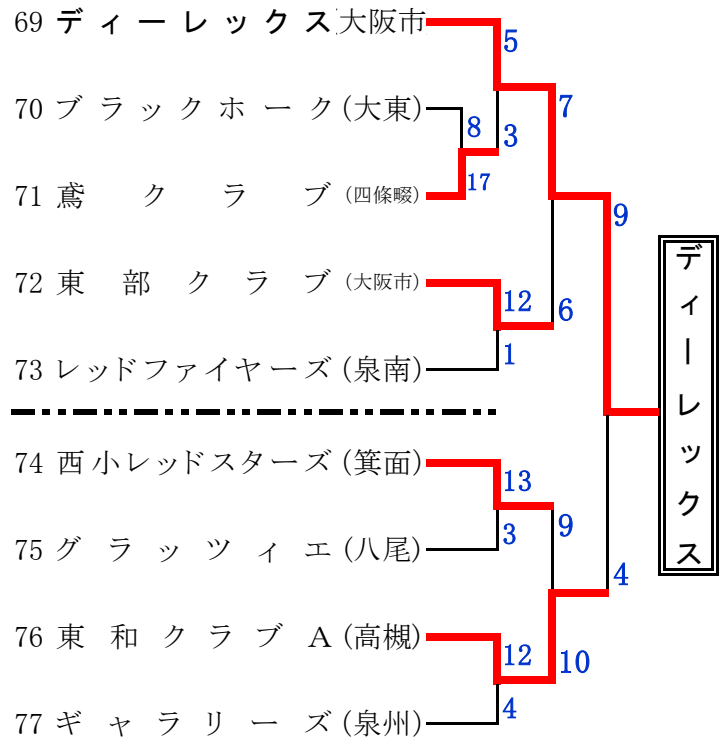 69 ディーレックス 大阪市
5
7
70 ブラックホーク (大東)
8
3
71 鳶クラブ (四條畷)
17
9
72 東部クラブ (大阪市)
12
6
73 レッドファイヤーズ (泉南)
1
ディーレックス
74 西小レッドスターズ (箕面)
13
9
75 グラッツィエ (八尾)
3
4
76 東和クラブA (高槻)
12
10
77 ギャラリーズ (泉州)
4